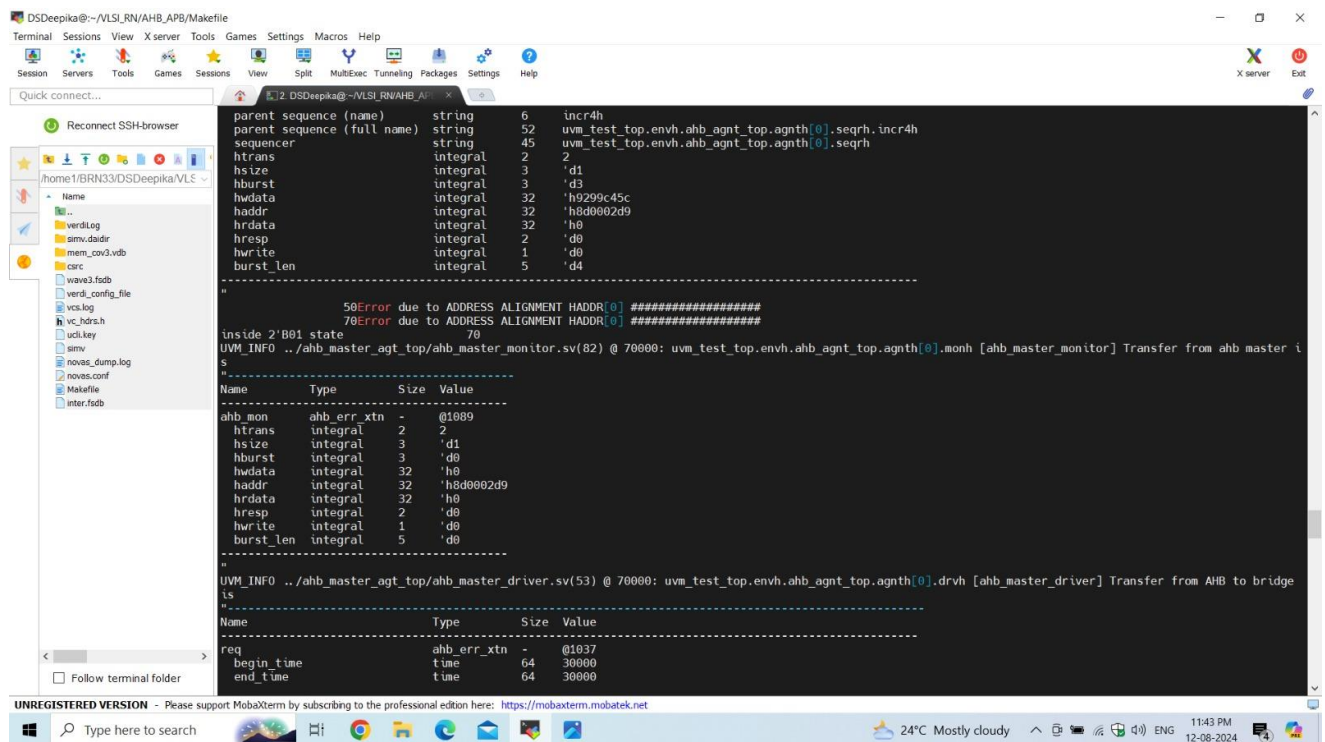 DSDeepika@:~/VLSI_RN/AHB_APB/Makefile
Terminal Sessions View X server Tools Games Settings Macros Help
Session Servers Tools Games Sessions View Split MultiExec Tunneling Packages Settings Help X server Exit
Quick connect...
2. DSDeepika@:~/VLSI_RN/AHB_AP
Reconnect SSH-browser
/home1/BRN33/DSDeepika/VLS
Name
..
verdiLog
simv.daidir
mem_cov3.vdb
csrc
wave3.fsdb
verdi_config_file
vcs.log
vc_hdrs.h
ucli.key
simv
novas_dump.log
novas.conf
Makefile
inter.fsdb
Follow terminal folder
parent sequence (name) string 6 incr4h
parent sequence (full name) string 52 uvm_test_top.envh.ahb_agnt_top.agnth[0].seqrh.incr4h
sequencer string 45 uvm_test_top.envh.ahb_agnt_top.agnth[0].seqrh
htrans integral 2 2
hsize integral 3 'd1
hburst integral 3 'd3
hwdata integral 32 'h9299c45c
haddr integral 32 'h8d0002d9
hrdata integral 32 'h0
hresp integral 2 'd0
hwrite integral 1 'd0
burst_len integral 5 'd4
--------------------------------------------------------------------------------
"
50Error due to ADDRESS ALIGNMENT HADDR[0] ###################
70Error due to ADDRESS ALIGNMENT HADDR[0] ###################
inside 2'B01 state 70
UVM_INFO ../ahb_master_agt_top/ahb_master_monitor.sv(82) @ 70000: uvm_test_top.envh.ahb_agnt_top.agnth[0].monh [ahb_master_monitor] Transfer from ahb master i
s
"------------------------------------------
Name Type Size Value
------------------------------------------
ahb_mon ahb_err_xtn - @1089
htrans integral 2 2
hsize integral 3 'd1
hburst integral 3 'd0
hwdata integral 32 'h0
haddr integral 32 'h8d0002d9
hrdata integral 32 'h0
hresp integral 2 'd0
hwrite integral 1 'd0
burst_len integral 5 'd0
------------------------------------------
"
UVM_INFO ../ahb_master_agt_top/ahb_master_driver.sv(53) @ 70000: uvm_test_top.envh.ahb_agnt_top.agnth[0].drvh [ahb_master_driver] Transfer from AHB to bridge
is
"--------------------------------------------------------------------------------
Name Type Size Value
--------------------------------------------------------------------------------
req ahb_err_xtn - @1037
begin_time time 64 30000
end_time time 64 30000
UNREGISTERED VERSION - Please support MobaXterm by subscribing to the professional edition here: https://mobaxterm.mobatek.net
Type here to search
24°C Mostly cloudy
ENG
11:43 PM
12-08-2024
4